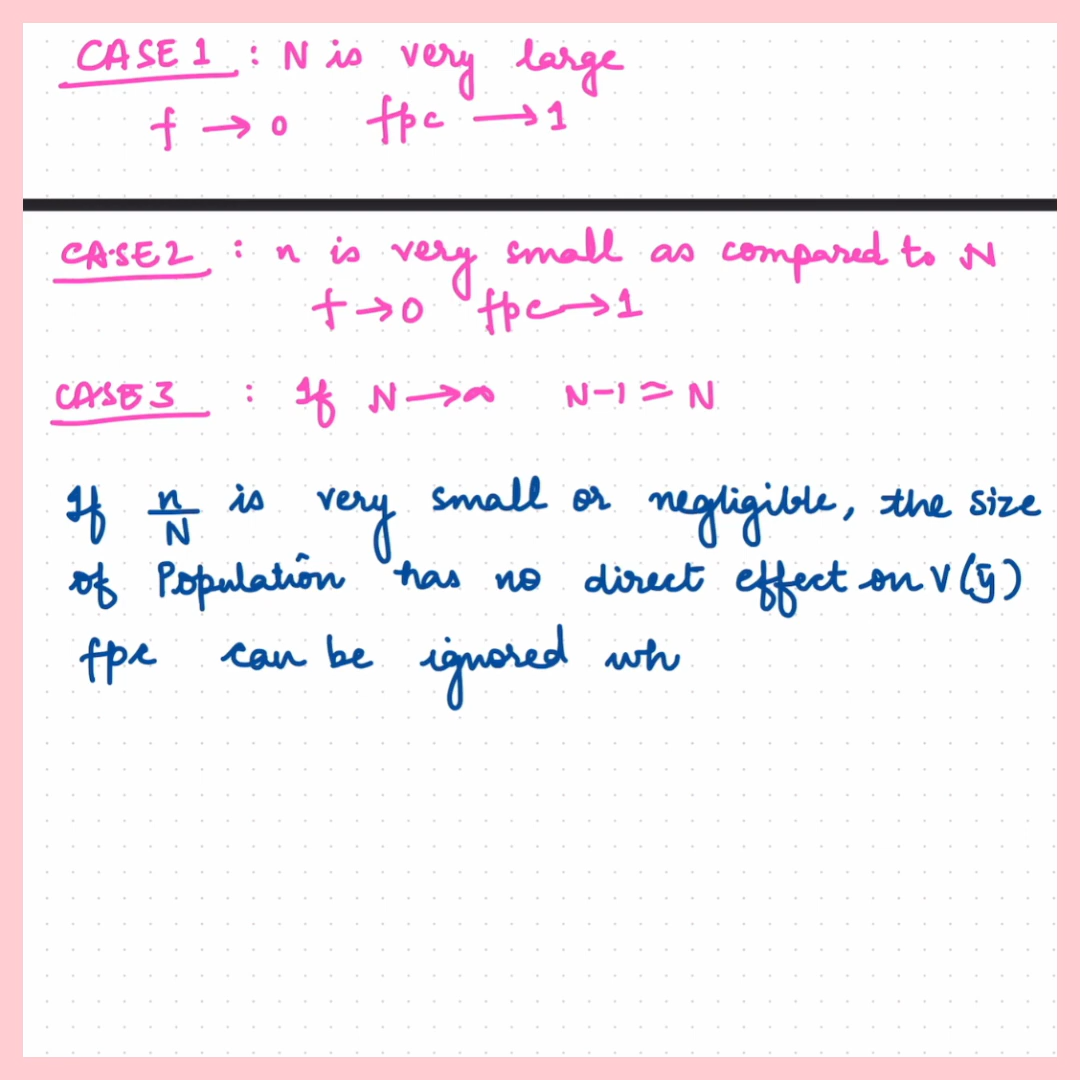 CASE 1 : N is very large
f → 0 fpc → 1
CASE 2 : n is very small as compared to N
f → 0 fpc → 1
CASE 3 : If N → ∞ N-1 ≃ N
If n/N is very small or negligible, the size
of Population has no direct effect on V(ȳ)
fpc can be ignored wh